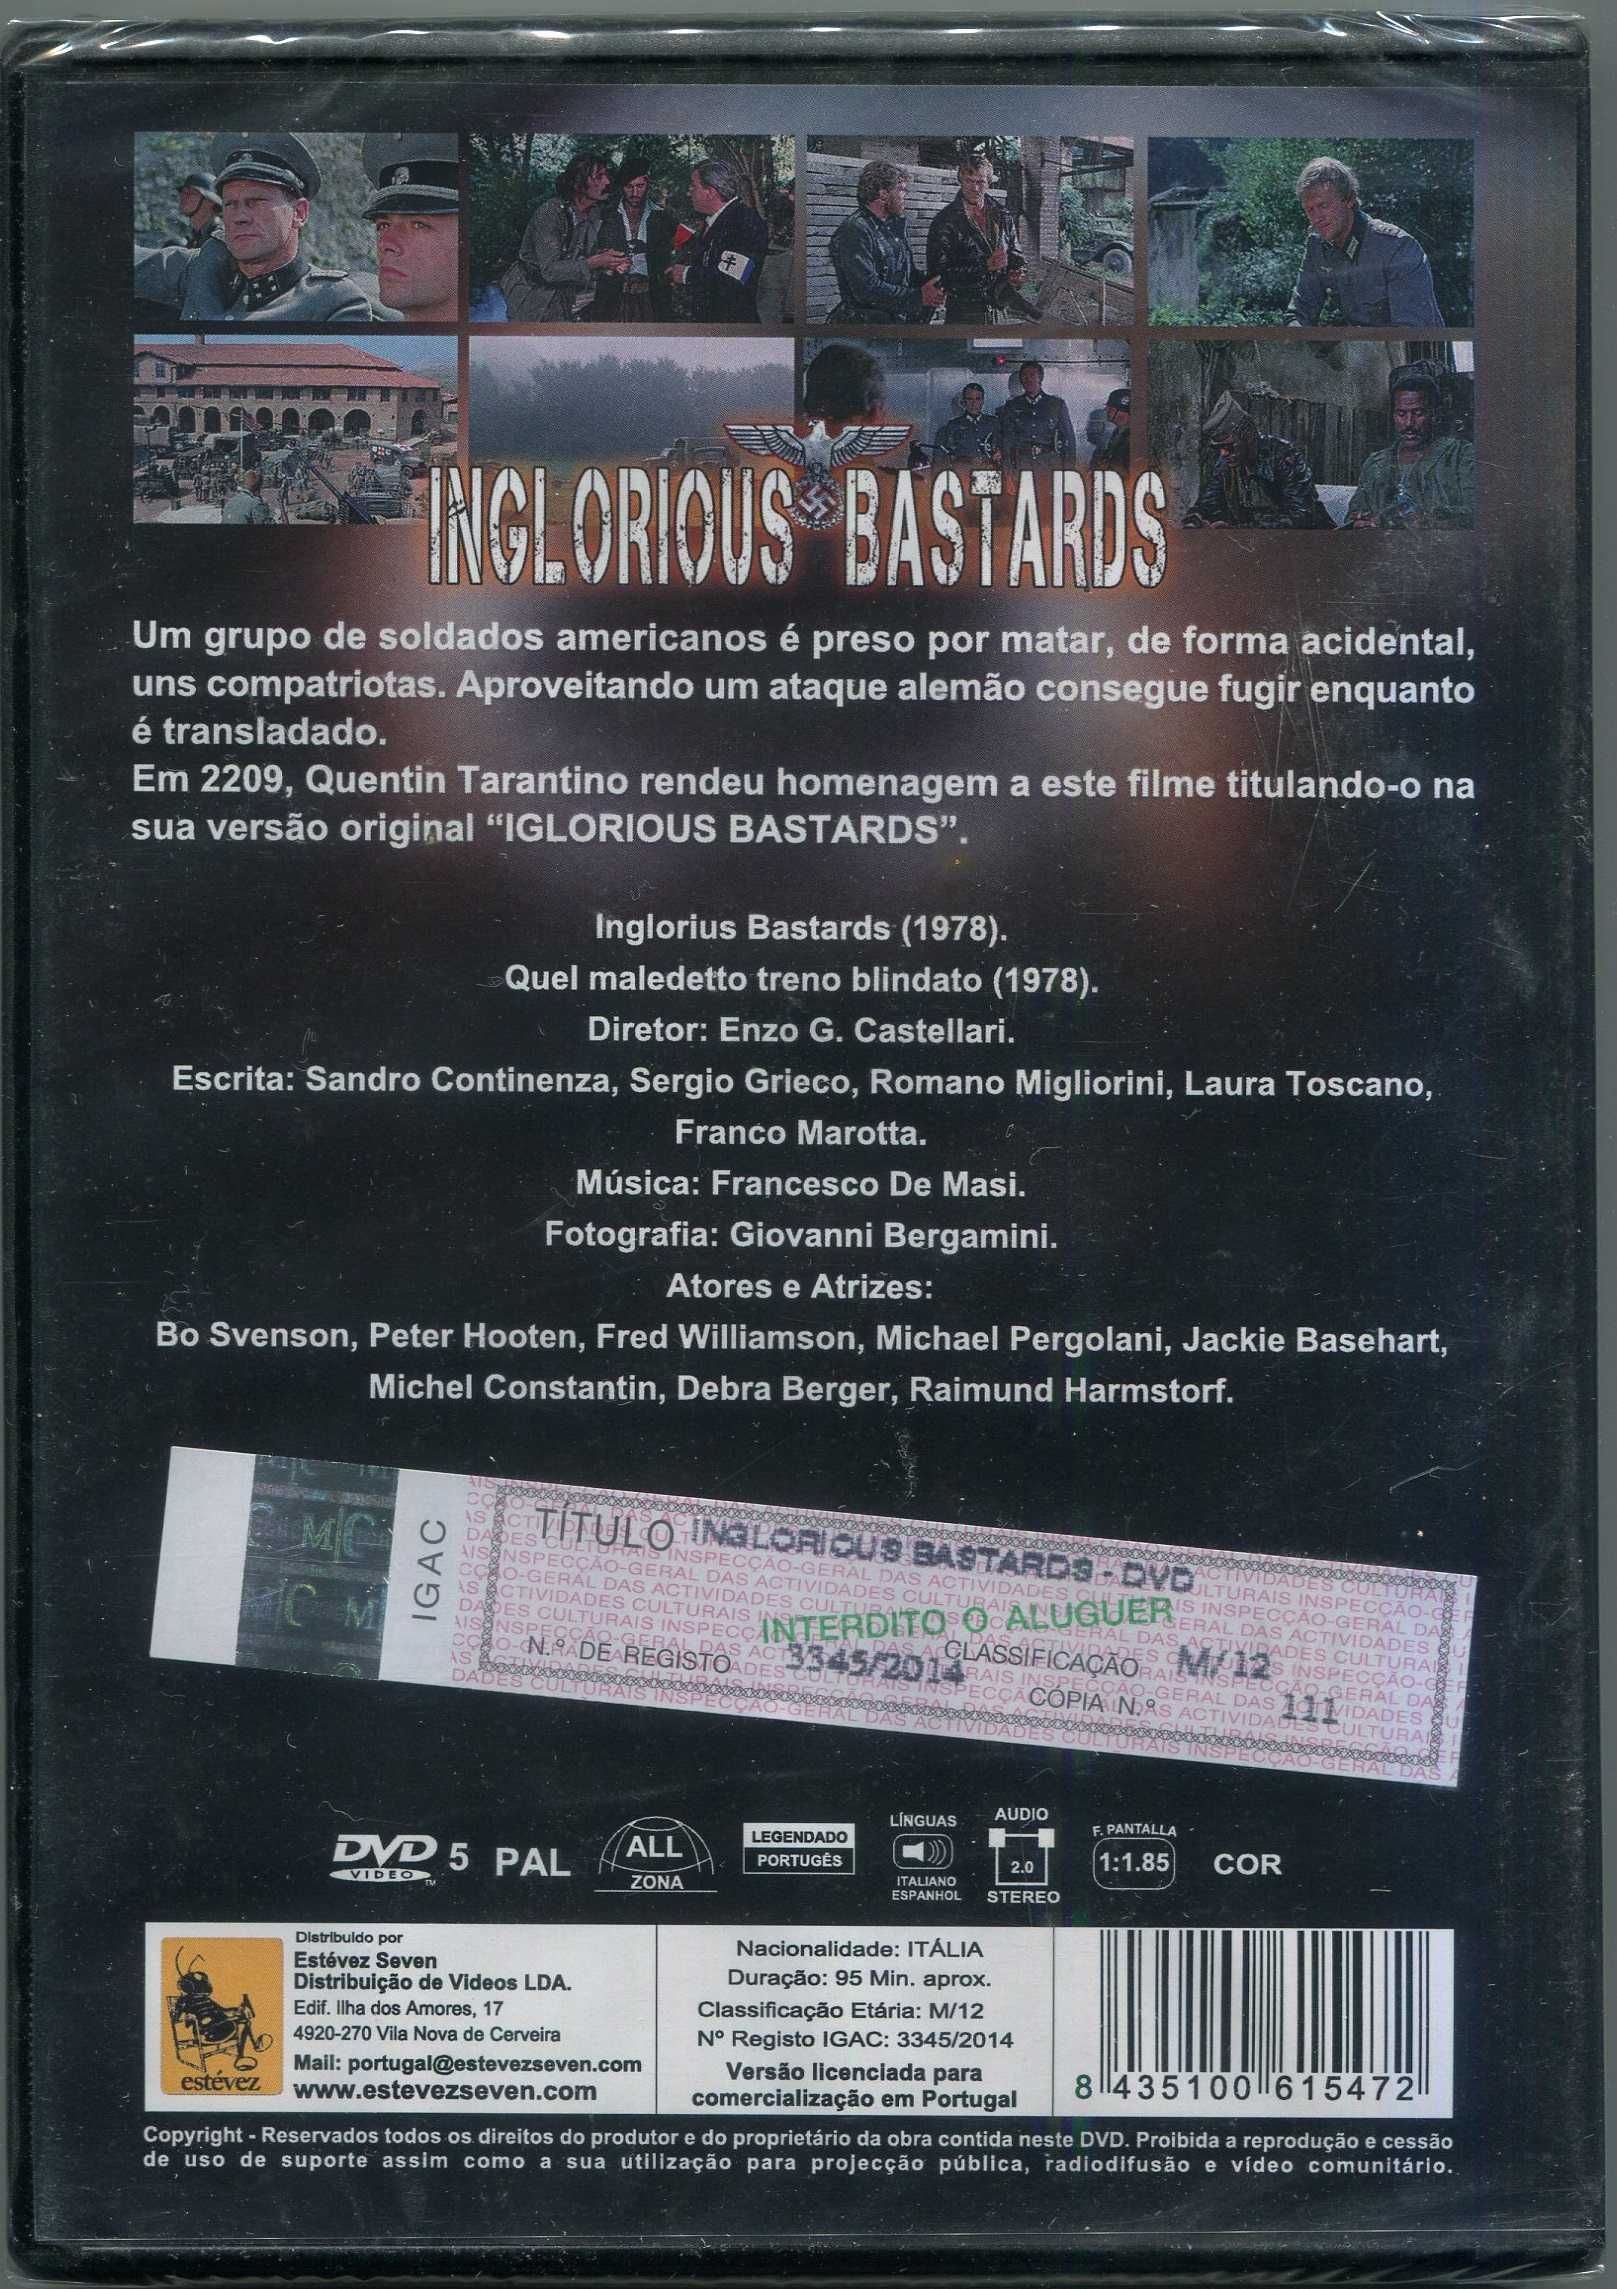 INGLORIOUS BASTARDS
Um grupo de soldados americanos é preso por matar, de forma acidental,
uns compatriotas. Aproveitando um ataque alemão consegue fugir enquanto
é transladado.
Em 2209, Quentin Tarantino rendeu homenagem a este filme titulando-o na
sua versão original “IGLORIOUS BASTARDS”.
Inglorius Bastards (1978).
Quel maledetto treno blindato (1978).
Diretor: Enzo G. Castellari.
Escrita: Sandro Continenza, Sergio Grieco, Romano Migliorini, Laura Toscano,
Franco Marotta.
Música: Francesco De Masi.
Fotografia: Giovanni Bergamini.
Atores e Atrizes:
Bo Svenson, Peter Hooten, Fred Williamson, Michael Pergolani, Jackie Basehart,
Michel Constantin, Debra Berger, Raimund Harmstorf.
IGAC
TÍTULO INGLORIOUS BASTARDS - DVD
INTERDITO O ALUGUER
N.º DE REGISTO 3345/2014 CLASSIFICAÇÃO M/12
CÓPIA N.º 111
DVD VIDEO TM 5
PAL
ALL
ZONA
LEGENDADO
PORTUGÊS
LÍNGUAS
ITALIANO
ESPANHOL
AUDIO
2.0
STEREO
F. PANTALLA
1:1.85
COR
estévez
Distribuido por
Estévez Seven
Distribuição de Videos LDA.
Edif. Ilha dos Amores, 17
4920-270 Vila Nova de Cerveira
Mail: portugal@estevezseven.com
www.estevezseven.com
Nacionalidade: ITÁLIA
Duração: 95 Min. aprox.
Classificação Etária: M/12
Nº Registo IGAC: 3345/2014
Versão licenciada para
comercialização em Portugal
8 435100 615472
Copyright - Reservados todos os direitos do produtor e do proprietário da obra contida neste DVD. Proibida a reprodução e cessão
de uso de suporte assim como a sua utilização para projecção pública, radiodifusão e vídeo comunitário.